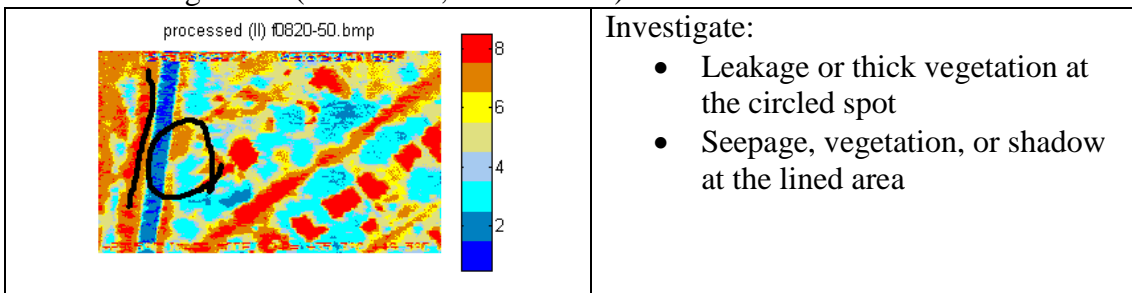 processed (II) f0820-50.bmp
8
6
4
2
Investigate:
• Leakage or thick vegetation at
the circled spot
• Seepage, vegetation, or shadow
at the lined area